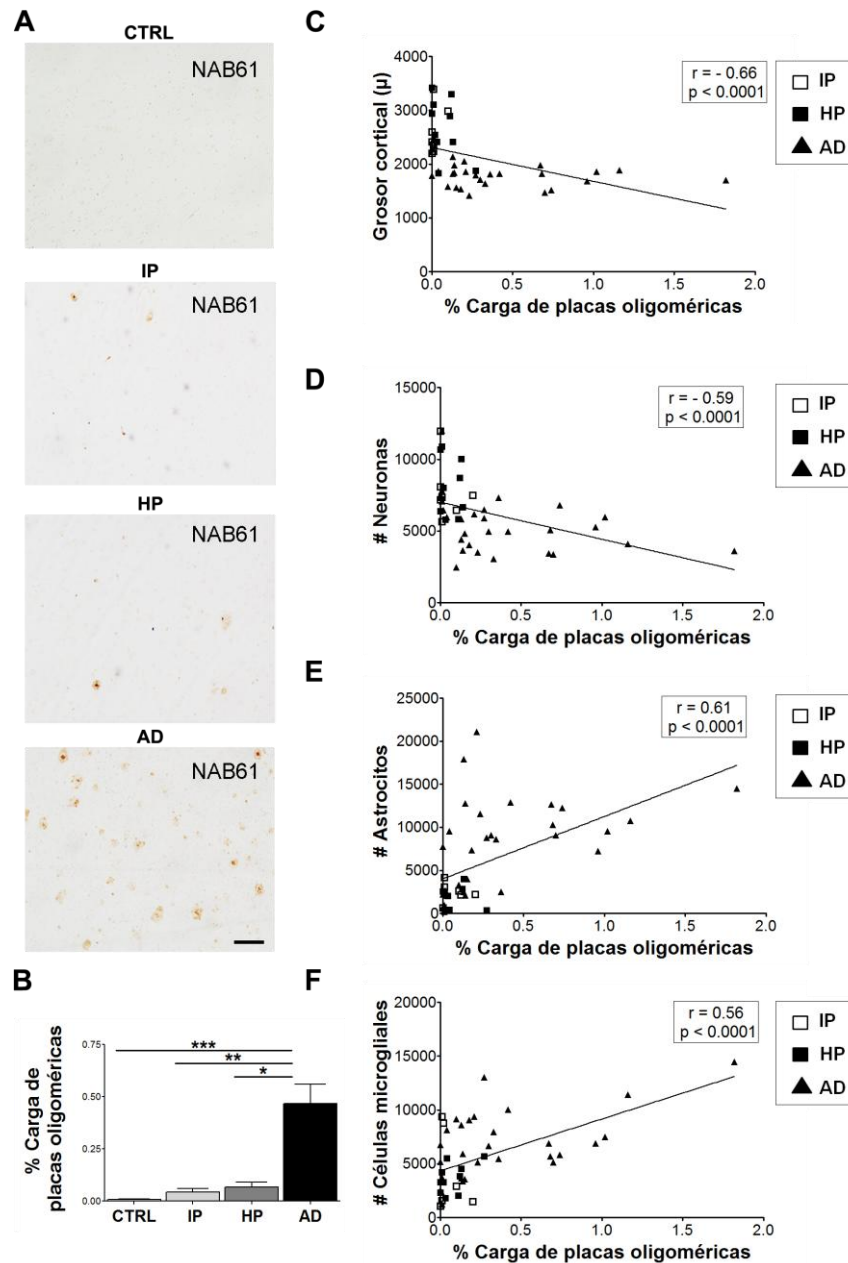 A
CTRL
NAB61
IP
NAB61
HP
NAB61
AD
NAB61
B
% Carga de
placas oligoméricas
0.75
0.50
0.25
0.00
***
**
*
CTRL IP HP AD
C
Grosor cortical (µ)
4000
3000
2000
1000
0
r = - 0.66
p < 0.0001
IP
HP
AD
0.0 0.5 1.0 1.5 2.0
% Carga de placas oligoméricas
D
# Neuronas
15000
10000
5000
0
r = - 0.59
p < 0.0001
IP
HP
AD
0.0 0.5 1.0 1.5 2.0
% Carga de placas oligoméricas
E
# Astrocitos
25000
20000
15000
10000
5000
0
r = 0.61
p < 0.0001
IP
HP
AD
0.0 0.5 1.0 1.5 2.0
% Carga de placas oligoméricas
F
# Células microgliales
20000
15000
10000
5000
0
r = 0.56
p < 0.0001
IP
HP
AD
0.0 0.5 1.0 1.5 2.0
% Carga de placas oligoméricas